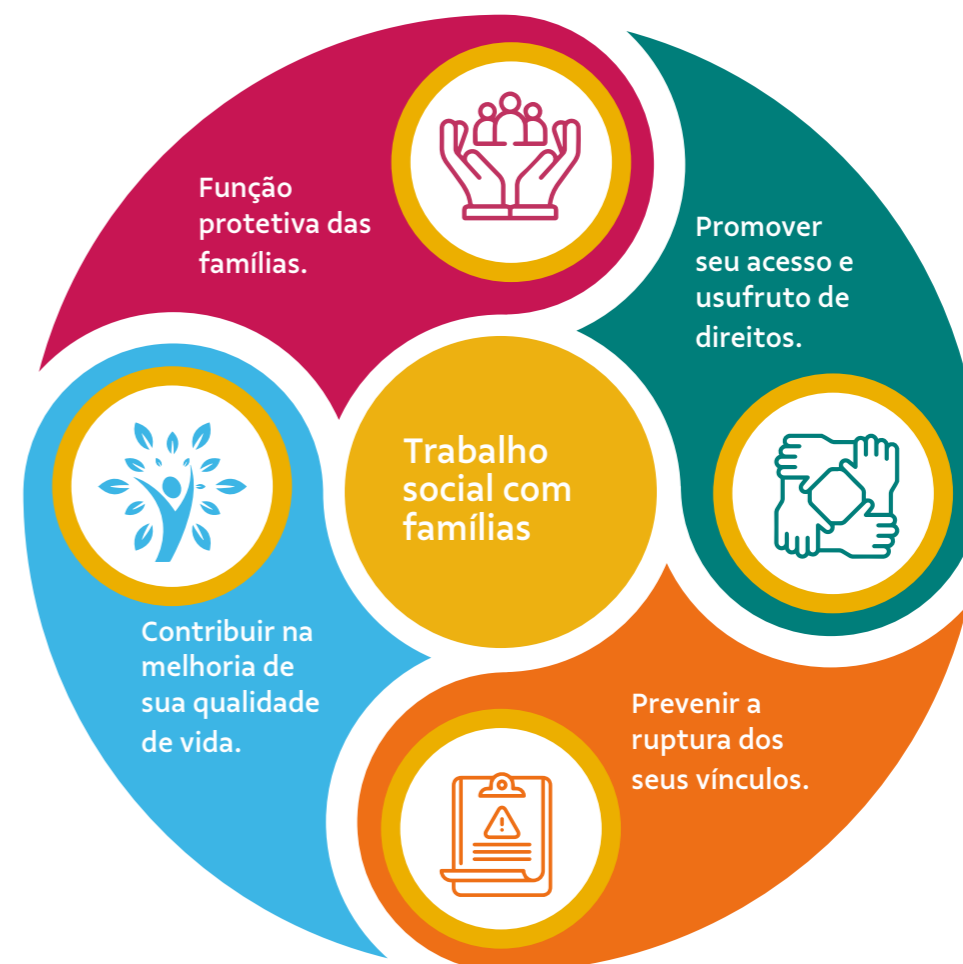 Função
protetiva das
famílias.
Promover
seu acesso e
usufruto de
direitos.
Trabalho
social com
famílias
Contribuir na
melhoria de
sua qualidade
de vida.
Prevenir a
ruptura dos
seus vínculos.